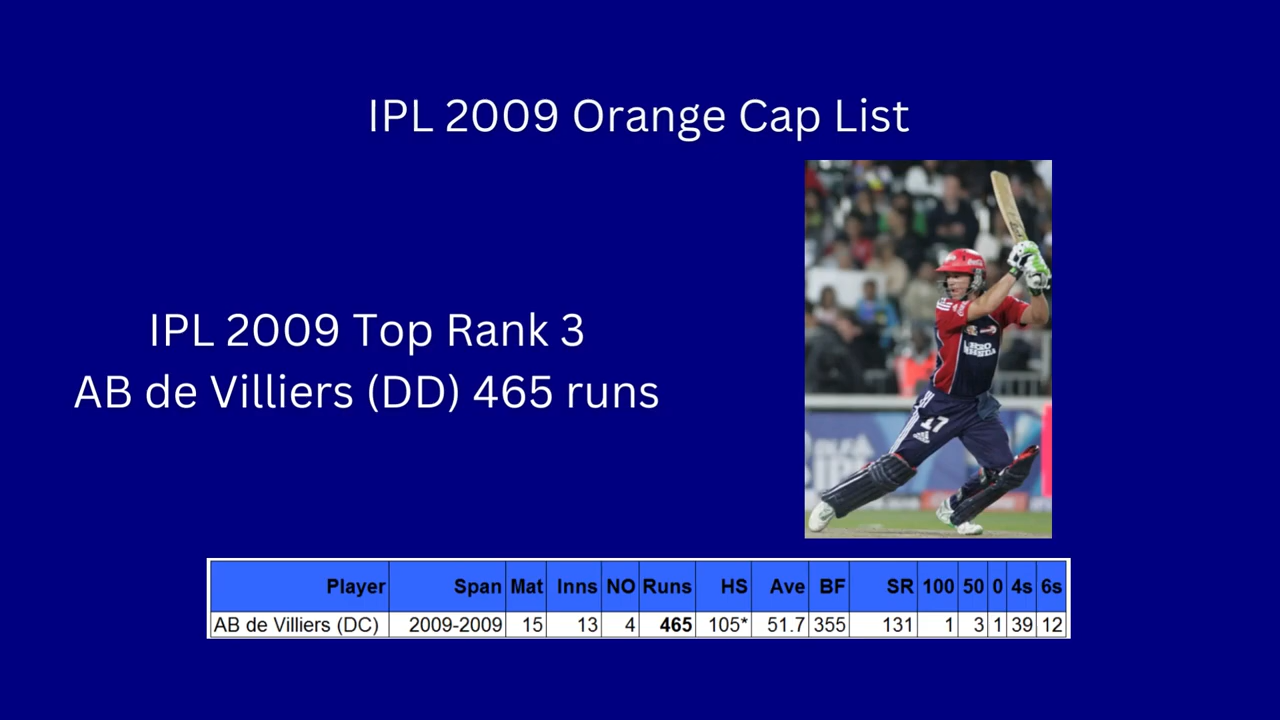 IPL 2009 Orange Cap List
IPL 2009 Top Rank 3
AB de Villiers (DD) 465 runs
17
Player Span Mat Inns NO Runs HS Ave BF SR 100 50 0 4s 6s
AB de Villiers (DC) 2009-2009 15 13 4 465 105* 51.7 355 131 1 3 1 39 12